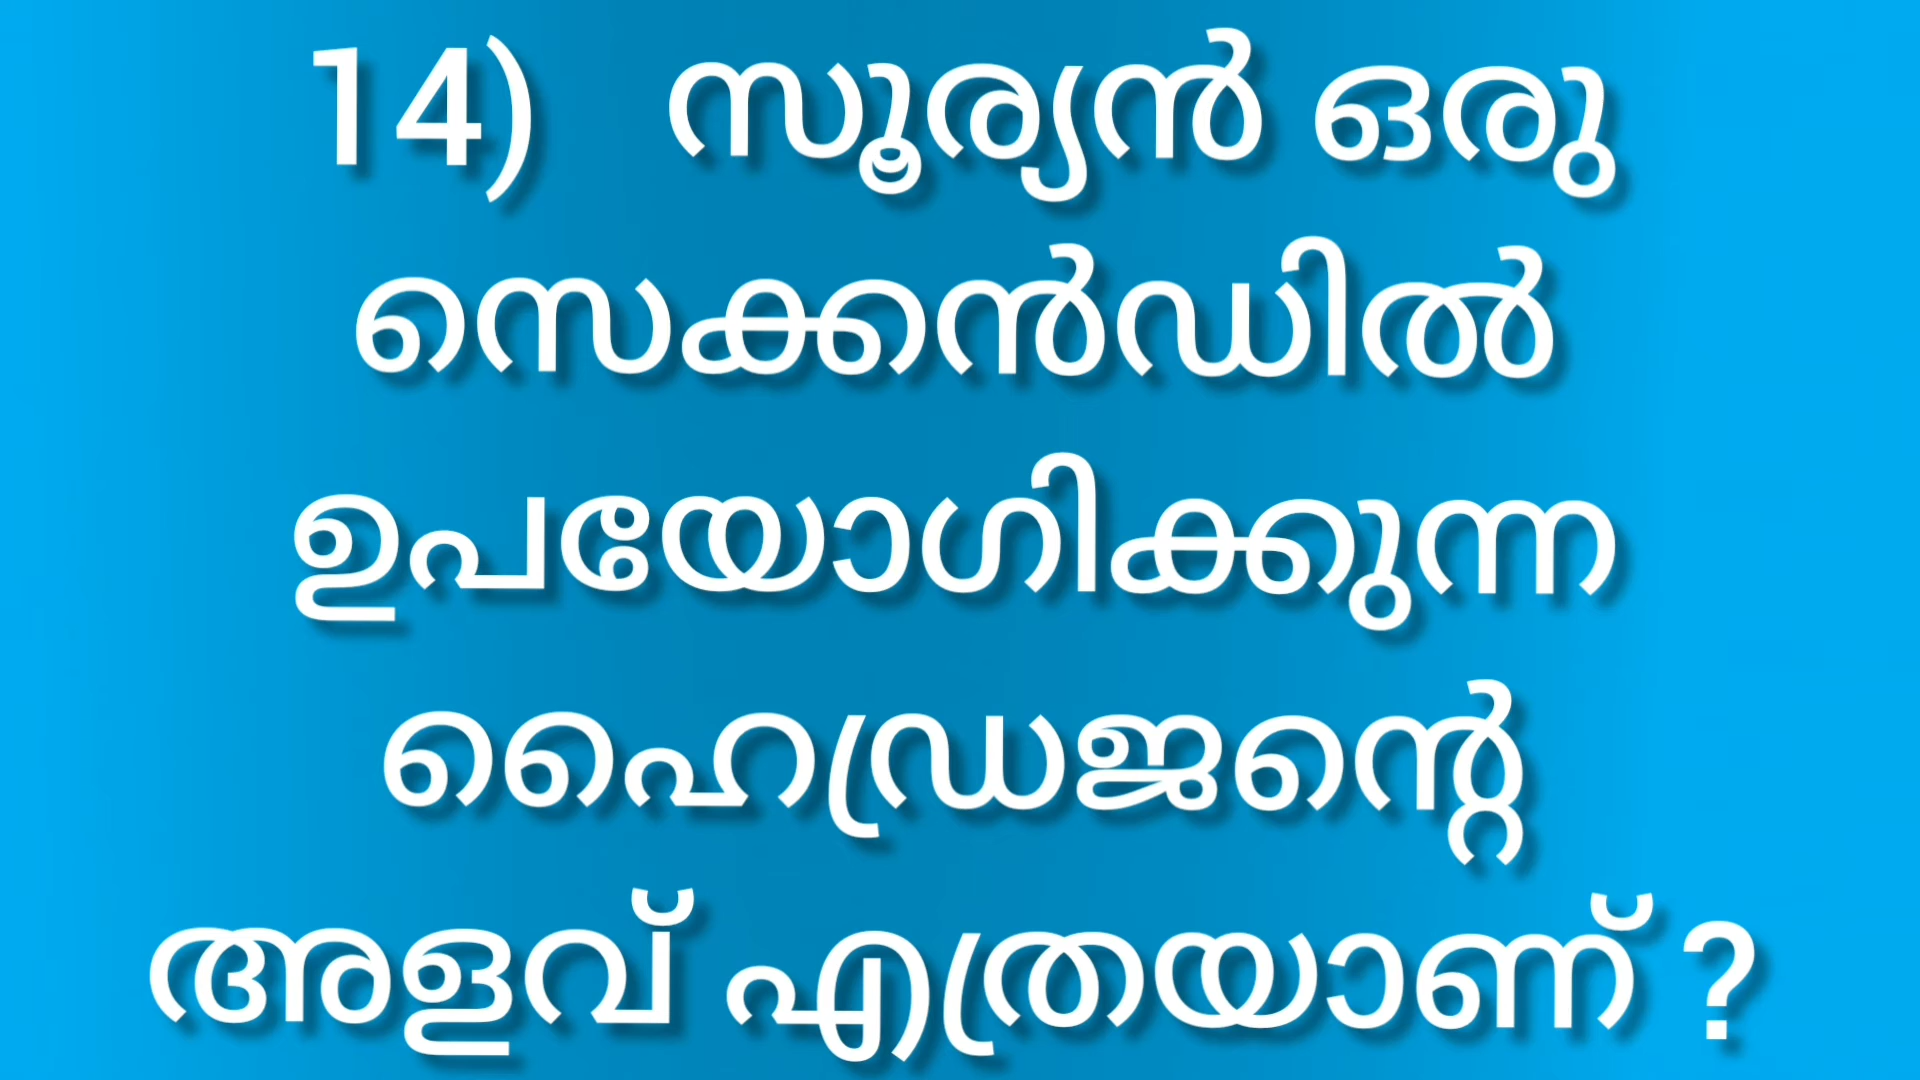 14) സൂര്യൻ ഒരു
സെക്കൻഡിൽ
ഉപയോഗിക്കുന്ന
ഹൈഡ്രജന്റെ
അളവ് എത്രയാണ് ?